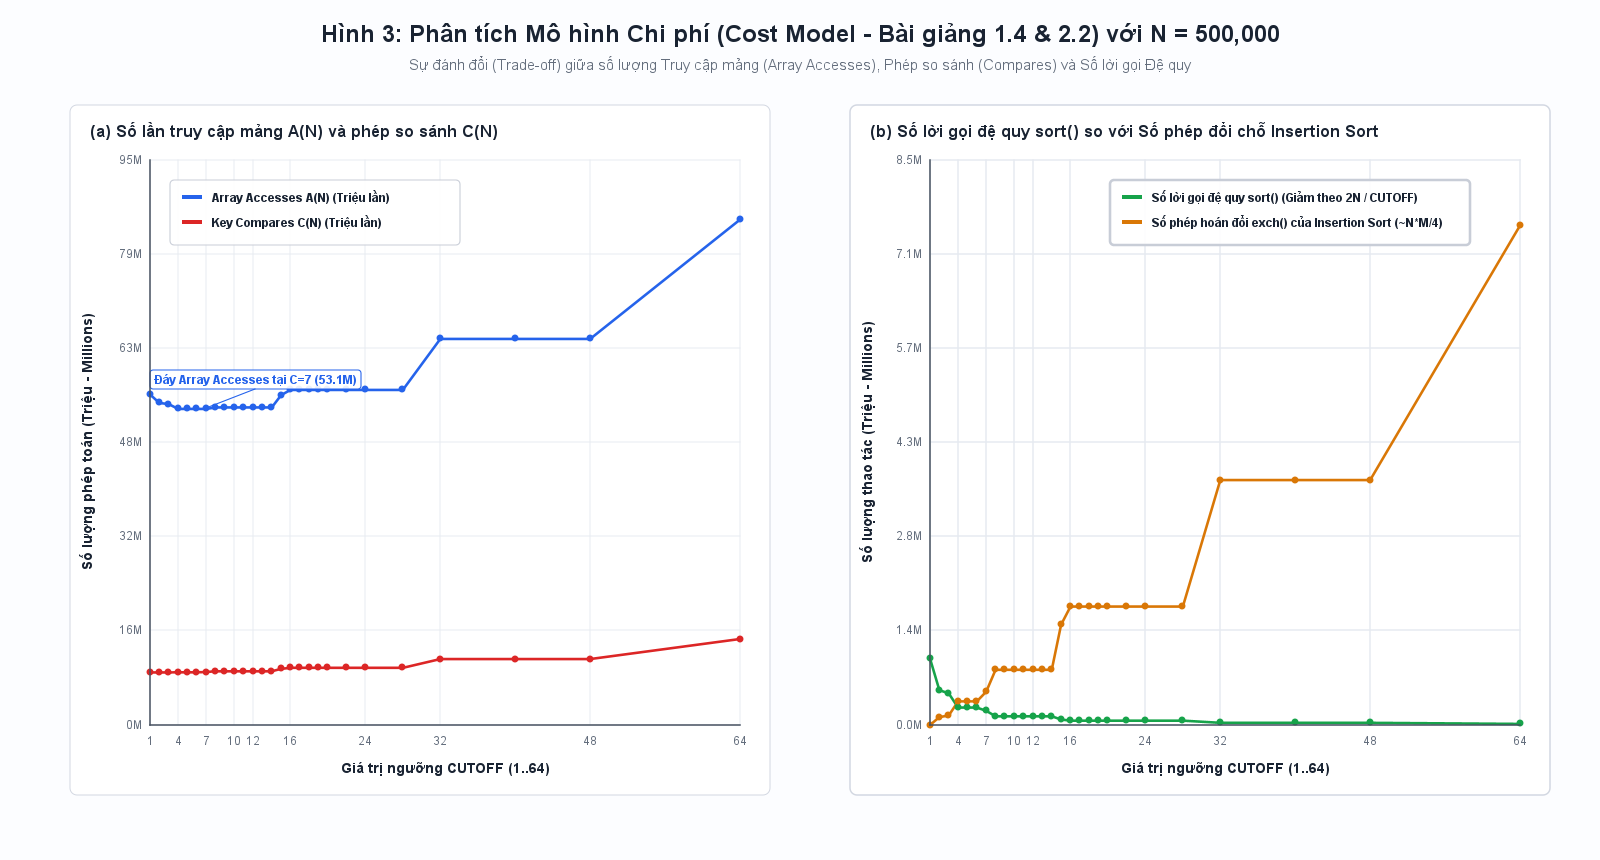 Hình 3: Phân tích Mô hình Chi phí (Cost Model - Bài giảng 1.4 & 2.2) với N = 500,000
Sự đánh đổi (Trade-off) giữa số lượng Truy cập mảng (Array Accesses), Phép so sánh (Compares) và Số lời gọi Đệ quy
(a) Số lần truy cập mảng A(N) và phép so sánh C(N)
95M
79M
63M
48M
32M
16M
0M
Array Accesses A(N) (Triệu lần)
Key Compares C(N) (Triệu lần)
Đáy Array Accesses tại C=7 (53.1M)
Số lượng phép toán (Triệu - Millions)
1 4 7 10 12 16 24 32 48 64
Giá trị ngưỡng CUTOFF (1..64)
(b) Số lời gọi đệ quy sort() so với Số phép đổi chỗ Insertion Sort
8.5M
7.1M
5.7M
4.3M
2.8M
1.4M
0.0M
Số lời gọi đệ quy sort() (Giảm theo 2N / CUTOFF)
Số phép hoán đổi exch() của Insertion Sort (~N*M/4)
Số lượng thao tác (Triệu - Millions)
1 4 7 10 12 16 24 32 48 64
Giá trị ngưỡng CUTOFF (1..64)